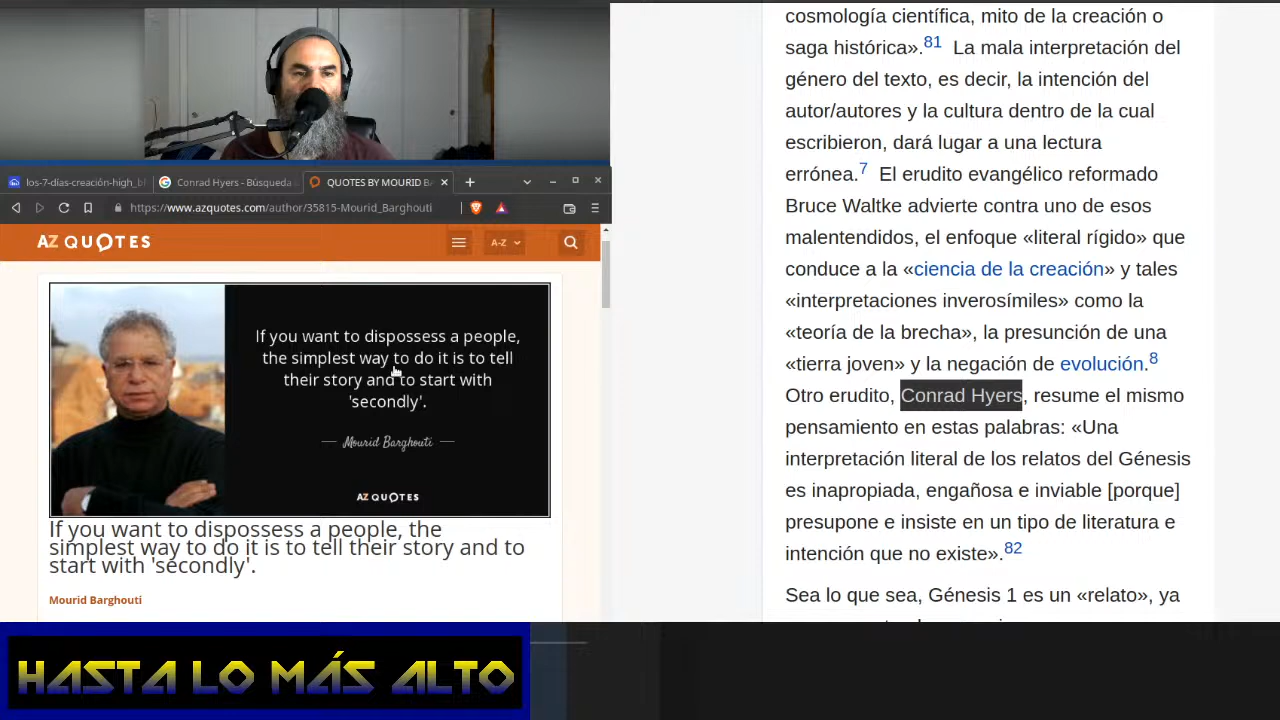 los-7-días-creación-high_bl
Conrad Hyers - Búsqueda
QUOTES BY MOURID BA
https://www.azquotes.com/author/35815-Mourid_Barghouti
AZ QUOTES
A-Z
If you want to dispossess a people,
the simplest way to do it is to tell
their story and to start with
'secondly'.
Mourid Barghouti
AZ QUOTES
If you want to dispossess a people, the
simplest way to do it is to tell their story and to
start with 'secondly'.
Mourid Barghouti
HASTA LO MÁS ALTO
cosmología científica, mito de la creación o
saga histórica».81 La mala interpretación del
género del texto, es decir, la intención del
autor/autores y la cultura dentro de la cual
escribieron, dará lugar a una lectura
errónea.7 El erudito evangélico reformado
Bruce Waltke advierte contra uno de esos
malentendidos, el enfoque «literal rígido» que
conduce a la «ciencia de la creación» y tales
«interpretaciones inverosímiles» como la
«teoría de la brecha», la presunción de una
«tierra joven» y la negación de evolución.8
Otro erudito, Conrad Hyers, resume el mismo
pensamiento en estas palabras: «Una
interpretación literal de los relatos del Génesis
es inapropiada, engañosa e inviable [porque]
presupone e insiste en un tipo de literatura e
intención que no existe».82
Sea lo que sea, Génesis 1 es un «relato», ya